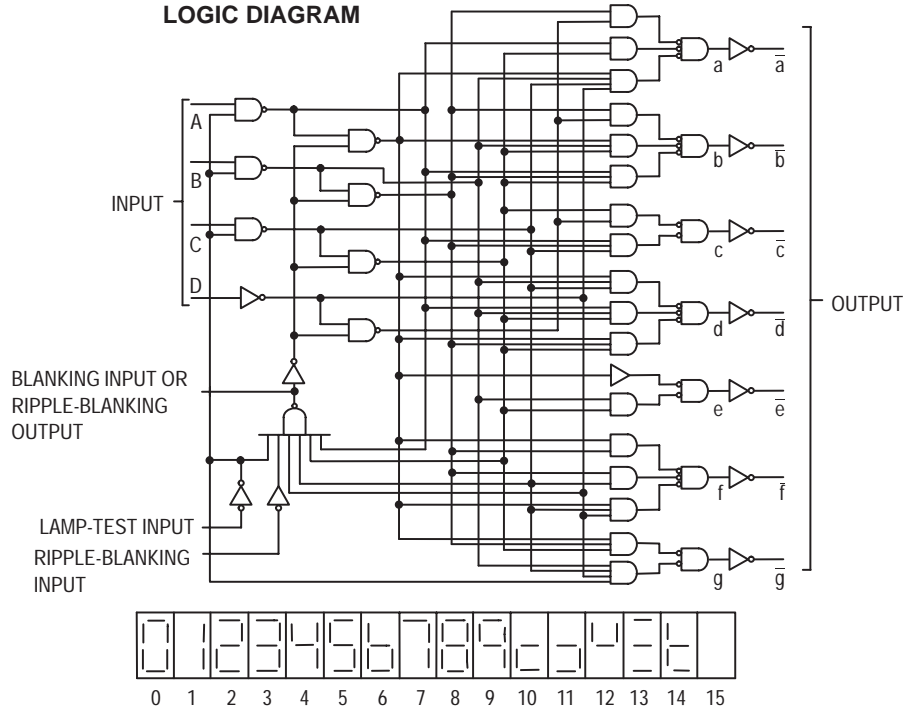 LOGIC DIAGRAM
a
a
A
b
b
B
INPUT
c
c
C
D
OUTPUT
d
d
BLANKING INPUT OR
RIPPLE-BLANKING
OUTPUT
e
e
f
f
LAMP-TEST INPUT
RIPPLE-BLANKING
INPUT
g
g
0 1 2 3 4 5 6 7 8 9 10 11 12 13 14 15